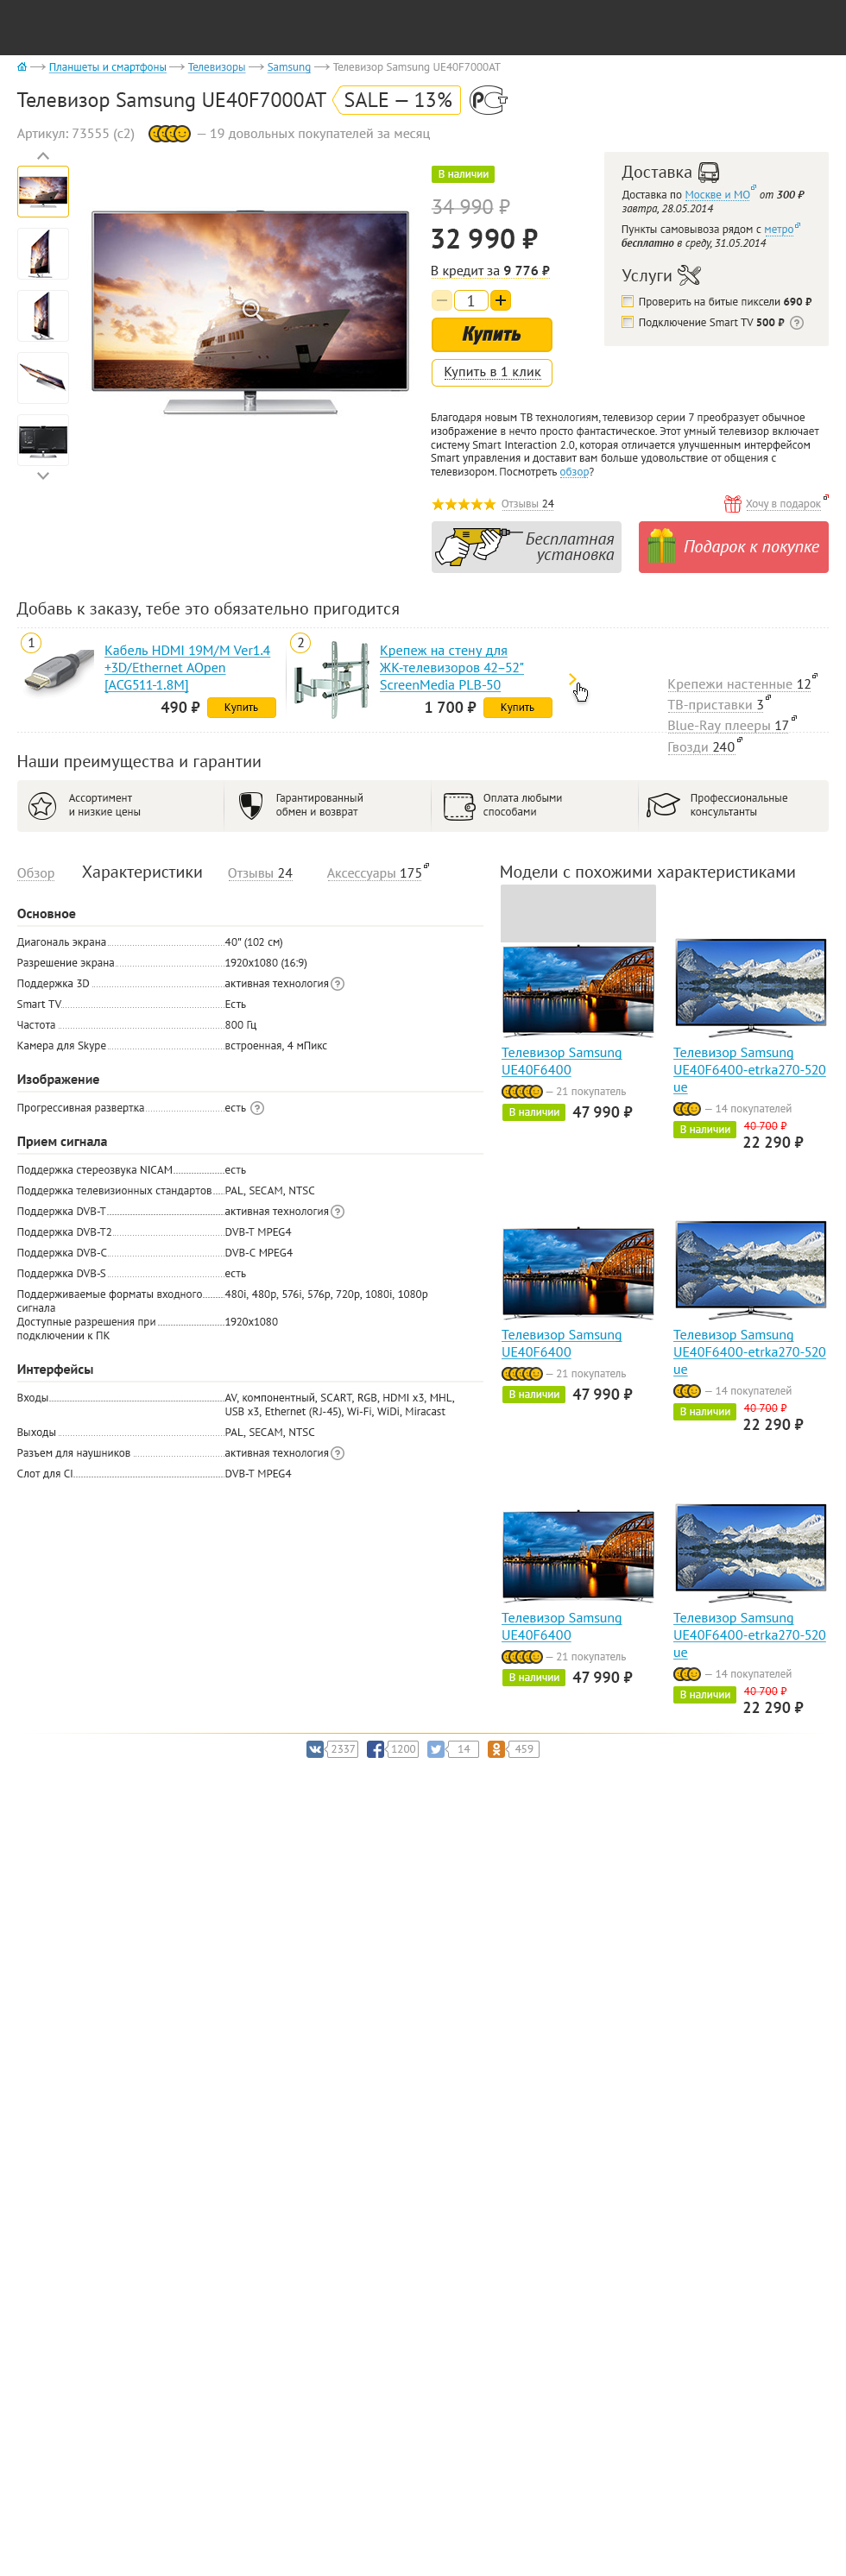 Планшеты и смартфоны Телевизоры Samsung Телевизор Samsung UE40F7000AT
Телевизор Samsung UE40F7000AT SALE — 13% РСТ
Артикул: 73555 (c2) — 19 довольных покупателей за месяц
В наличии
34 990 ₽
32 990 ₽
В кредит за 9 776 ₽
– 1 +
Купить
Купить в 1 клик
Доставка
Доставка по Москве и МО от 300 ₽
завтра, 28.05.2014
Пункты самовывоза рядом с метро
бесплатно в среду, 31.05.2014
Услуги
Проверить на битые пиксели 690 ₽
Подключение Smart TV 500 ₽ ?
Благодаря новым ТВ технологиям, телевизор серии 7 преобразует обычное
изображение в нечто просто фантастическое. Этот умный телевизор включает
систему Smart Interaction 2.0, которая отличается улучшенным интерфейсом
Smart управления и доставит вам больше удовольствие от общения с
телевизором. Посмотреть обзор?
Отзывы 24
Хочу в подарок
Бесплатная
установка
Подарок к покупке
Добавь к заказу, тебе это обязательно пригодится
1
Кабель HDMI 19M/M Ver1.4
+3D/Ethernet AOpen
[ACG511-1.8M]
490 ₽ Купить
2
Крепеж на стену для
ЖК-телевизоров 42–52"
ScreenMedia PLB-50
1 700 ₽ Купить
Крепежи настенные 12
ТВ-приставки 3
Blue-Ray плееры 17
Гвозди 240
Наши преимущества и гарантии
Ассортимент
и низкие цены
Гарантированный
обмен и возврат
Оплата любыми
способами
Профессиональные
консультанты
Обзор Характеристики Отзывы 24 Аксессуары 175
Основное
Диагональ экрана 40" (102 см)
Разрешение экрана 1920x1080 (16:9)
Поддержка 3D активная технология ?
Smart TV Есть
Частота 800 Гц
Камера для Skype встроенная, 4 мПикс
Изображение
Прогрессивная развертка есть ?
Прием сигнала
Поддержка стереозвука NICAM есть
Поддержка телевизионных стандартов PAL, SECAM, NTSC
Поддержка DVB-T активная технология ?
Поддержка DVB-T2 DVB-T MPEG4
Поддержка DVB-C DVB-C MPEG4
Поддержка DVB-S есть
Поддерживаемые форматы входного 480i, 480p, 576i, 576p, 720p, 1080i, 1080p
сигнала
Доступные разрешения при 1920x1080
подключении к ПК
Интерфейсы
Входы AV, компонентный, SCART, RGB, HDMI x3, MHL,
USB x3, Ethernet (RJ-45), Wi-Fi, WiDi, Miracast
Выходы PAL, SECAM, NTSC
Разъем для наушников активная технология ?
Слот для CI DVB-T MPEG4
Модели с похожими характеристиками
Телевизор Samsung
UE40F6400
— 21 покупатель
В наличии 47 990 ₽
Телевизор Samsung
UE40F6400-etrka270-520
ue
— 14 покупателей
В наличии 40 700 ₽
22 290 ₽
Телевизор Samsung
UE40F6400
— 21 покупатель
В наличии 47 990 ₽
Телевизор Samsung
UE40F6400-etrka270-520
ue
— 14 покупателей
В наличии 40 700 ₽
22 290 ₽
Телевизор Samsung
UE40F6400
— 21 покупатель
В наличии 47 990 ₽
Телевизор Samsung
UE40F6400-etrka270-520
ue
— 14 покупателей
В наличии 40 700 ₽
22 290 ₽
2337 1200 14 459